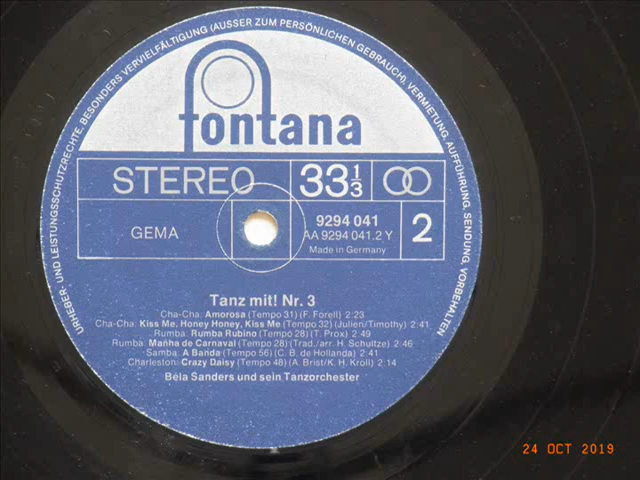 URHEBER- UND LEISTUNGSSCHUTZRECHTE, BESONDERS VERVIELFÄLTIGUNG (AUSSER ZUM PERSÖNLICHEN GEBRAUCH), VERMIETUNG, AUFFÜHRUNG, SENDUNG, VORBEHALTEN
fontana
STEREO 33 1/3
GEMA
9294 041
AA 9294 041.2 Y
Made in Germany
2
Tanz mit! Nr. 3
Cha-Cha: Amorosa (Tempo 31) (F. Forell) 2:23
Cha-Cha: Kiss Me, Honey Honey, Kiss Me (Tempo 32) (Julien/Timothy) 2:41
Rumba: Rumba Rubino (Tempo 28) (T. Prox) 2:49
Rumba: Mañha de Carnaval (Tempo 28) (Trad./arr. H. Schultze) 2:46
Samba: A Banda (Tempo 56) (C. B. de Hollanda) 2:41
Charleston: Crazy Daisy (Tempo 48) (A. Brist/K. H. Kroll) 2:14
Béla Sanders und sein Tanzorchester
24 OCT 2019